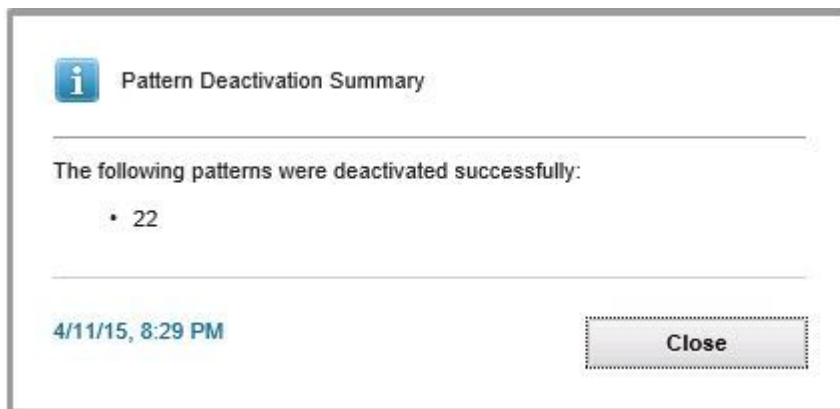 Pattern Deactivation Summary
The following patterns were deactivated successfully:
• 22
4/11/15, 8:29 PM
Close